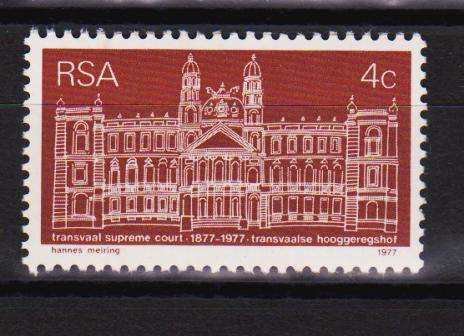 RSA 4c
transvaal supreme court · 1877-1977 · transvaalse hooggeregshof
hannes meiring 1977